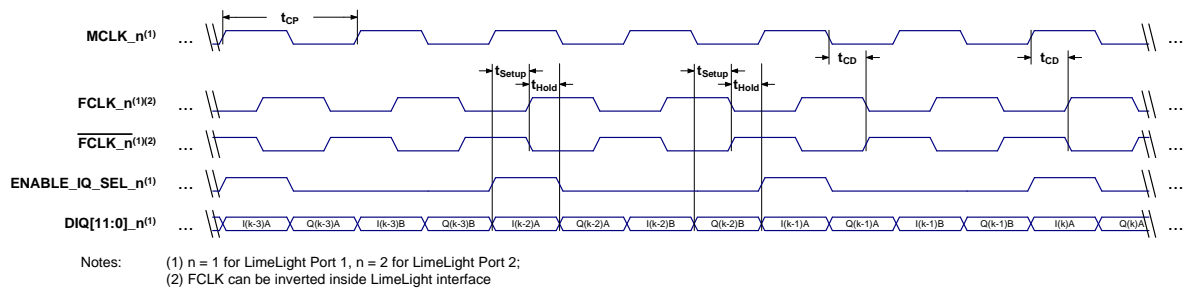 tCP
MCLK_n(1) ... ...
tCD tCD
tSetup tSetup
tHold tHold
FCLK_n(1)(2) ... ...
FCLK_n(1)(2) ... ...
ENABLE_IQ_SEL_n(1) ... ...
DIQ[11:0]_n(1) ... I(k-3)A Q(k-3)A I(k-3)B Q(k-3)B I(k-2)A Q(k-2)A I(k-2)B Q(k-2)B I(k-1)A Q(k-1)A I(k-1)B Q(k-1)B I(k)A Q(k)A ...
Notes: (1) n = 1 for LimeLight Port 1, n = 2 for LimeLight Port 2;
(2) FCLK can be inverted inside LimeLight interface